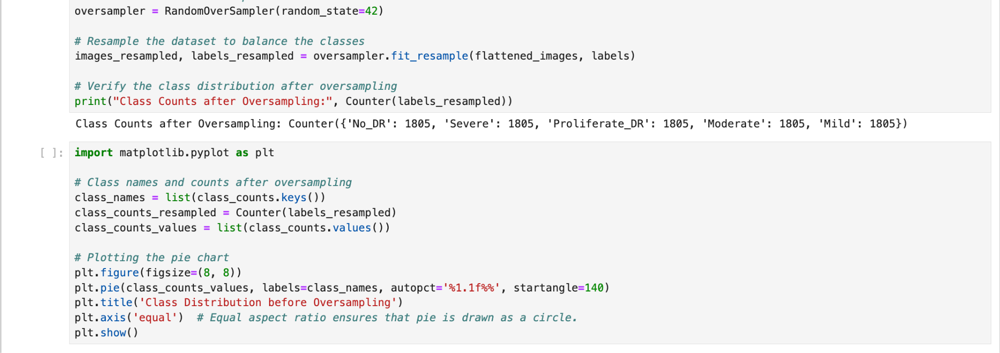 oversampler = RandomOverSampler(random_state=42)
# Resample the dataset to balance the classes
images_resampled, labels_resampled = oversampler.fit_resample(flattened_images, labels)
# Verify the class distribution after oversampling
print("Class Counts after Oversampling:", Counter(labels_resampled))
Class Counts after Oversampling: Counter({'No_DR': 1805, 'Severe': 1805, 'Proliferate_DR': 1805, 'Moderate': 1805, 'Mild': 1805})
[ ]: import matplotlib.pyplot as plt
# Class names and counts after oversampling
class_names = list(class_counts.keys())
class_counts_resampled = Counter(labels_resampled)
class_counts_values = list(class_counts.values())
# Plotting the pie chart
plt.figure(figsize=(8, 8))
plt.pie(class_counts_values, labels=class_names, autopct='%1.1f%%', startangle=140)
plt.title('Class Distribution before Oversampling')
plt.axis('equal')  # Equal aspect ratio ensures that pie is drawn as a circle.
plt.show()